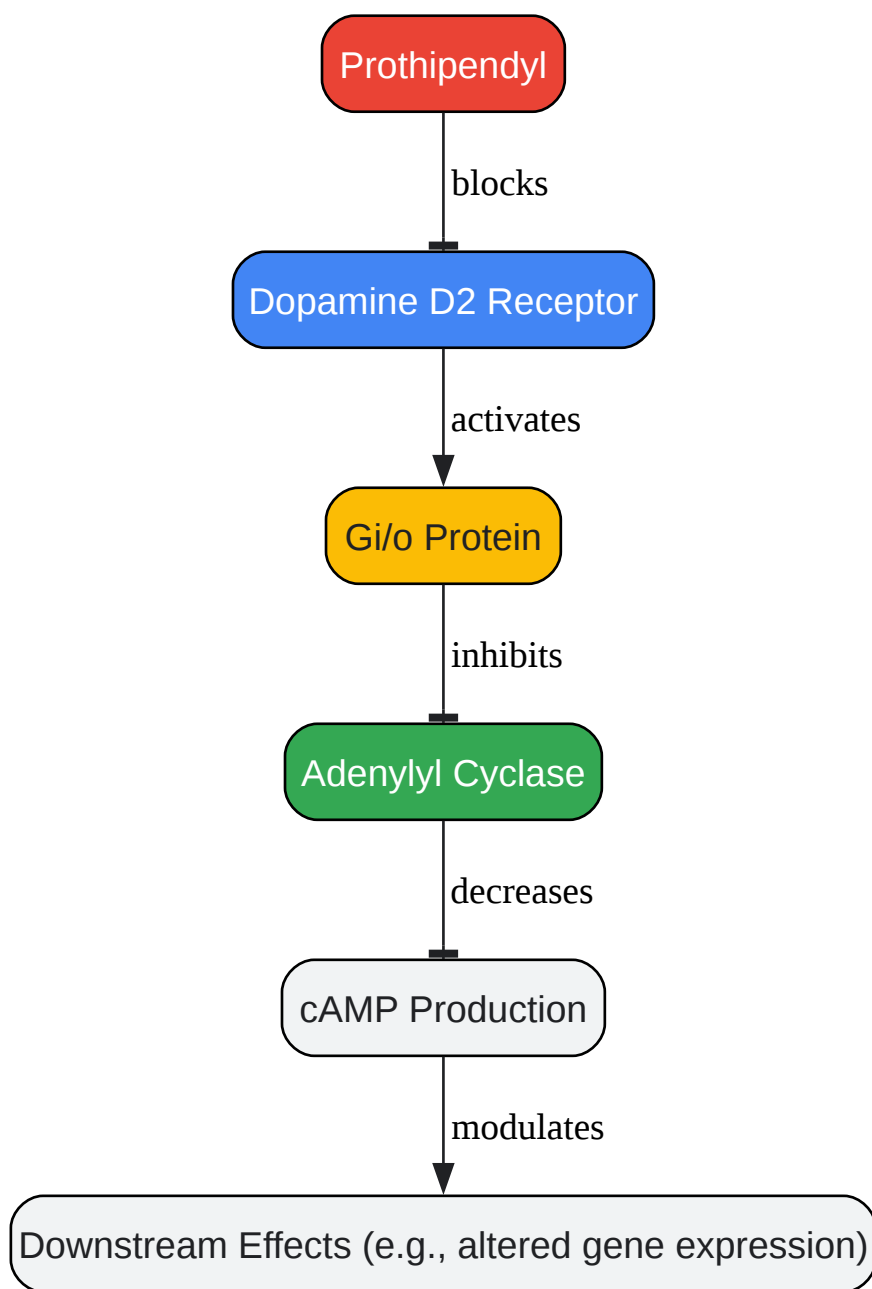 Prothipendyl
blocks
Dopamine D2 Receptor
activates
Gi/o Protein
inhibits
Adenylyl Cyclase
decreases
cAMP Production
modulates
Downstream Effects (e.g., altered gene expression)